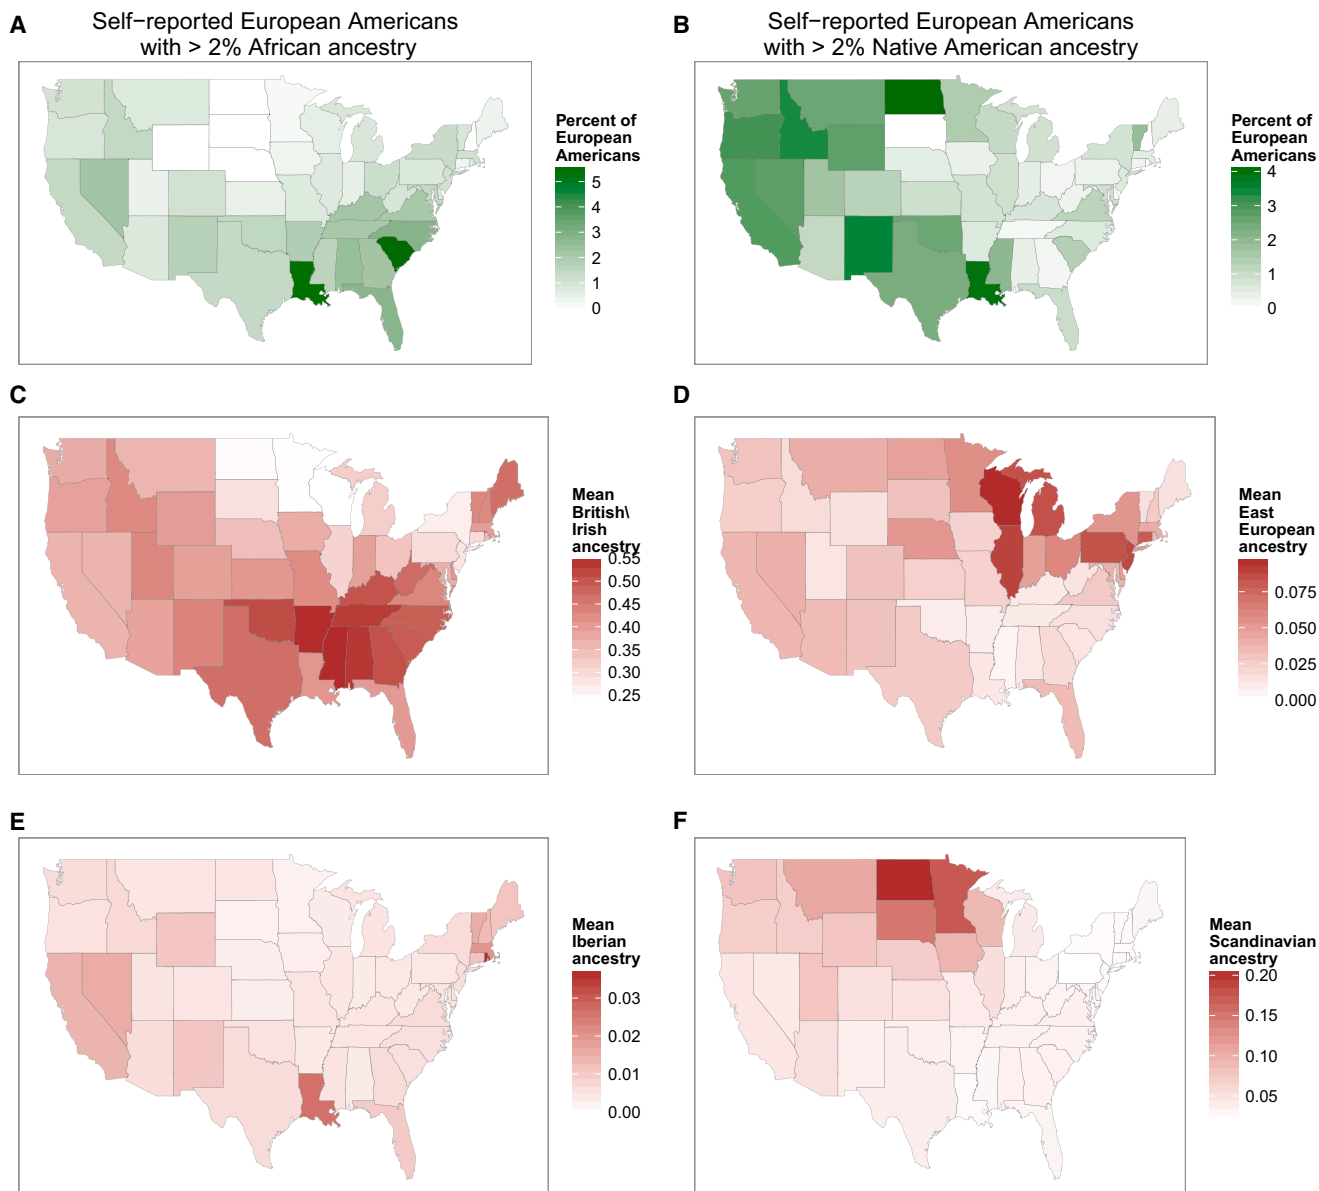 A
Self−reported European Americans
with > 2% African ancestry
Percent of
European
Americans
5
4
3
2
1
0
B
Self−reported European Americans
with > 2% Native American ancestry
Percent of
European
Americans
4
3
2
1
0
C
Mean
British\
Irish
ancestry
0.55
0.50
0.45
0.40
0.35
0.30
0.25
D
Mean
East
European
ancestry
0.075
0.050
0.025
0.000
E
Mean
Iberian
ancestry
0.03
0.02
0.01
0.00
F
Mean
Scandinavian
ancestry
0.20
0.15
0.10
0.05